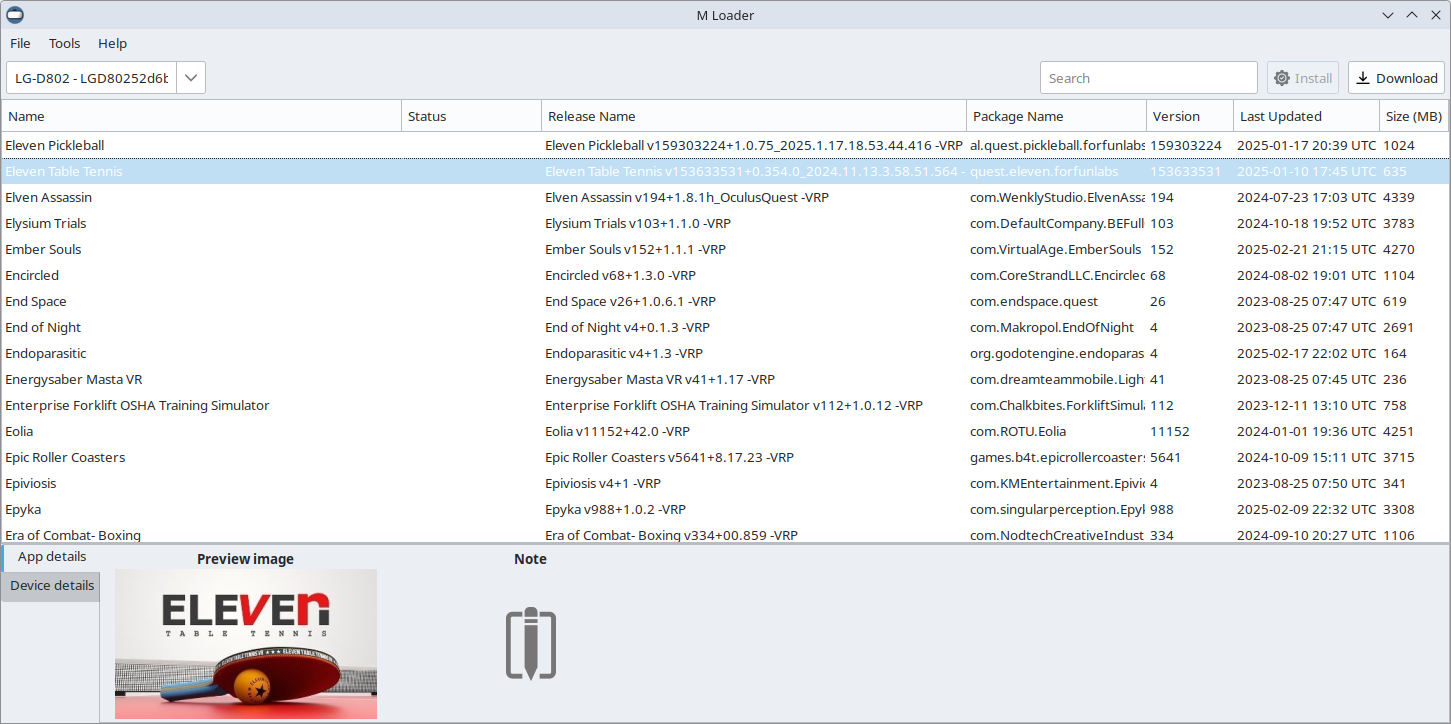 M Loader
File Tools Help
LG-D802 - LGD80252d6b Search Install Download
Name Status Release Name Package Name Version Last Updated Size (MB)
Eleven Pickleball Eleven Pickleball v159303224+1.0.75_2025.1.17.18.53.44.416 -VRP al.quest.pickleball.forfunlabs 159303224 2025-01-17 20:39 UTC 1024
Eleven Table Tennis Eleven Table Tennis v153633531+0.354.0_2024.11.13.3.58.51.564 - quest.eleven.forfunlabs 153633531 2025-01-10 17:45 UTC 635
Elven Assassin Elven Assassin v194+1.8.1h_OculusQuest -VRP com.WenklyStudio.ElvenAssa 194 2024-07-23 17:03 UTC 4339
Elysium Trials Elysium Trials v103+1.1.0 -VRP com.DefaultCompany.BEFull 103 2024-10-18 19:52 UTC 3783
Ember Souls Ember Souls v152+1.1.1 -VRP com.VirtualAge.EmberSouls 152 2025-02-21 21:15 UTC 4270
Encircled Encircled v68+1.3.0 -VRP com.CoreStrandLLC.Encircled 68 2024-08-02 19:01 UTC 1104
End Space End Space v26+1.0.6.1 -VRP com.endspace.quest 26 2023-08-25 07:47 UTC 619
End of Night End of Night v4+0.1.3 -VRP com.Makropol.EndOfNight 4 2023-08-25 07:47 UTC 2691
Endoparasitic Endoparasitic v4+1.3 -VRP org.godotengine.endoparas 4 2025-02-17 22:02 UTC 164
Energysaber Masta VR Energysaber Masta VR v41+1.17 -VRP com.dreamteammobile.Ligh 41 2023-08-25 07:45 UTC 236
Enterprise Forklift OSHA Training Simulator Enterprise Forklift OSHA Training Simulator v112+1.0.12 -VRP com.Chalkbites.ForkliftSimul 112 2023-12-11 13:10 UTC 758
Eolia Eolia v11152+42.0 -VRP com.ROTU.Eolia 11152 2024-01-01 19:36 UTC 4251
Epic Roller Coasters Epic Roller Coasters v5641+8.17.23 -VRP games.b4t.epicrollercoasters 5641 2024-10-09 15:11 UTC 3715
Epiviosis Epiviosis v4+1 -VRP com.KMEntertainment.Epivio 4 2023-08-25 07:50 UTC 341
Epyka Epyka v988+1.0.2 -VRP com.singularperception.Epyk 988 2025-02-09 22:32 UTC 3308
Era of Combat- Boxing Era of Combat- Boxing v334+00.859 -VRP com.NodtechCreativeIndust 334 2024-09-10 20:27 UTC 1106
App details Preview image Note
Device details
ELEVEN
TABLE TENNIS